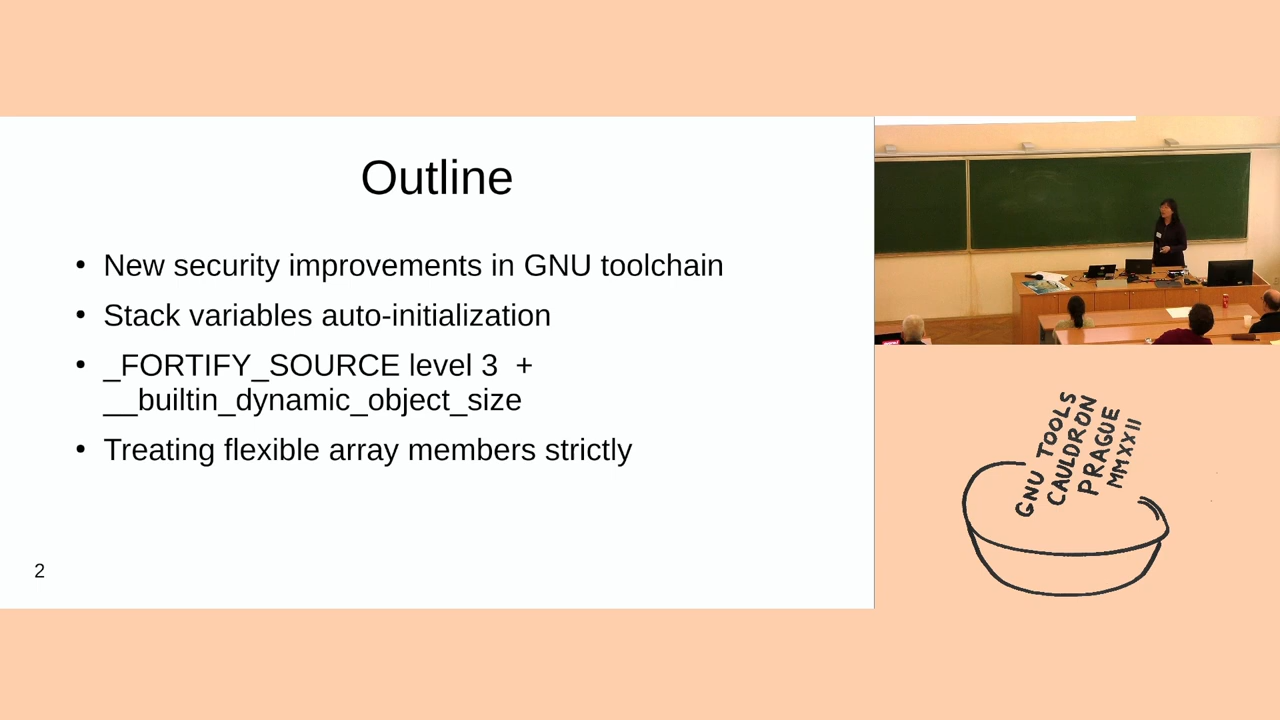 Outline
• New security improvements in GNU toolchain
• Stack variables auto-initialization
• _FORTIFY_SOURCE level 3  +
__builtin_dynamic_object_size
• Treating flexible array members strictly
2
GNU TOOLS
CAULDRON
PRAGUE
MMXXII